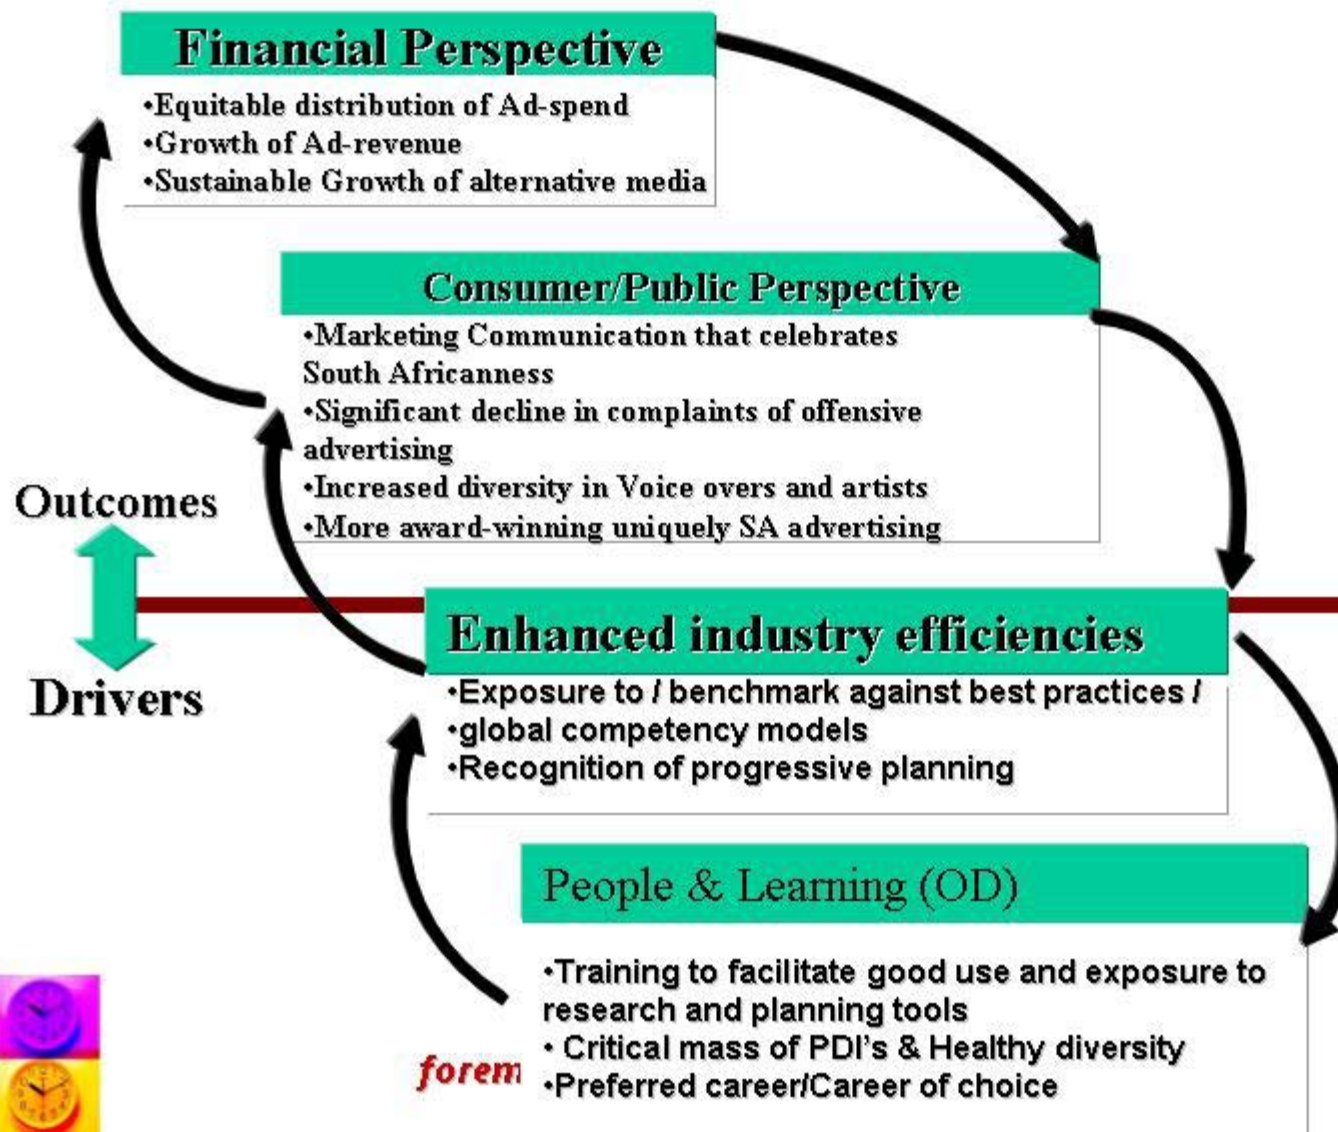 Financial Perspective
•Equitable distribution of Ad-spend
•Growth of Ad-revenue
•Sustainable Growth of alternative media
Consumer/Public Perspective
•Marketing Communication that celebrates
South Africanness
•Significant decline in complaints of offensive
advertising
•Increased diversity in Voice overs and artists
•More award-winning uniquely SA advertising
Outcomes
Drivers
Enhanced industry efficiencies
•Exposure to / benchmark against best practices /
•global competency models
•Recognition of progressive planning
People & Learning (OD)
•Training to facilitate good use and exposure to
research and planning tools
• Critical mass of PDI's & Healthy diversity
•Preferred career/Career of choice
forem